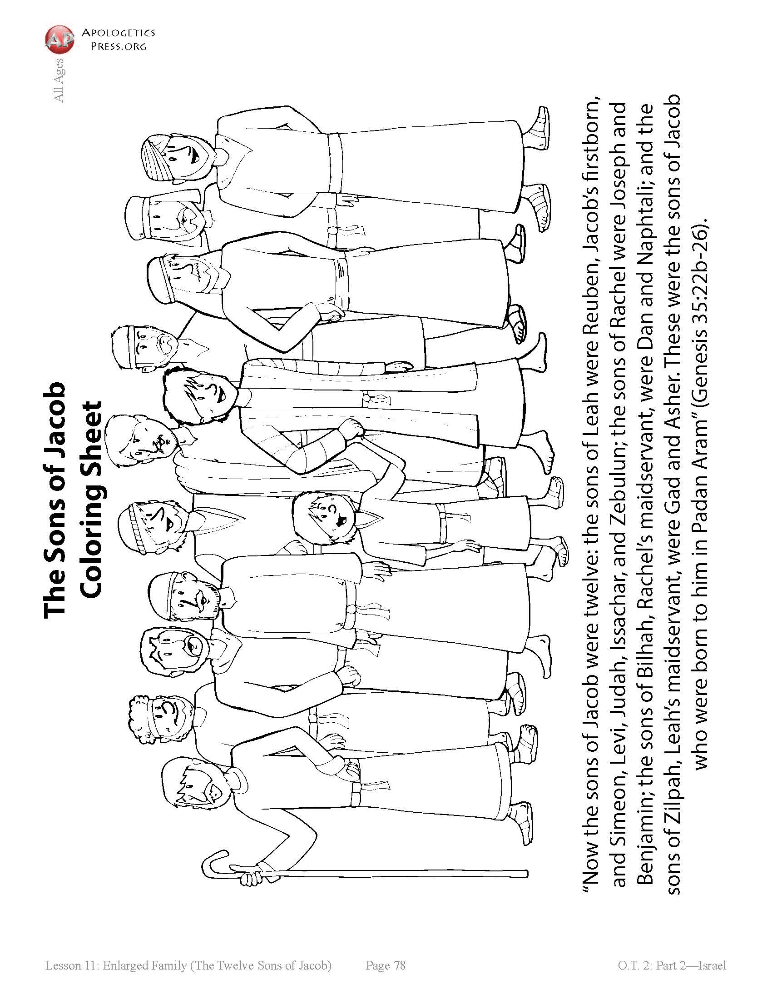 APOLOGETICS
PRESS.ORG
AP
All Ages
The Sons of Jacob
Coloring Sheet
“Now the sons of Jacob were twelve: the sons of Leah were Reuben, Jacob’s firstborn,
and Simeon, Levi, Judah, Issachar, and Zebulun; the sons of Rachel were Joseph and
Benjamin; the sons of Bilhah, Rachel’s maidservant, were Dan and Naphtali; and the
sons of Zilpah, Leah’s maidservant, were Gad and Asher. These were the sons of Jacob
who were born to him in Padan Aram” (Genesis 35:22b-26).
Lesson 11: Enlarged Family (The Twelve Sons of Jacob) Page 78 O.T. 2: Part 2—Israel